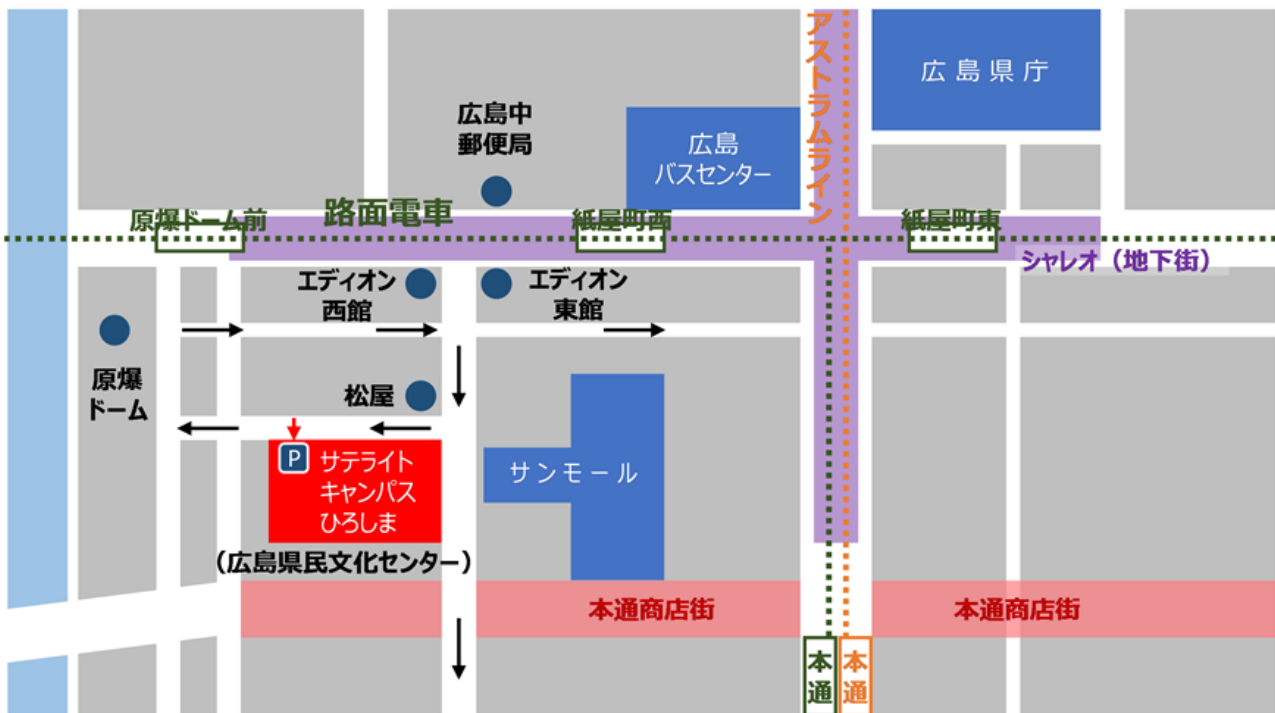 アストラムライン
広島県庁
広島中
郵便局
広島
バスセンター
原爆ドーム前
路面電車
紙屋町西
紙屋町東
シャレオ（地下街）
エディオン
西館
エディオン
東館
原爆
ドーム
松屋
P
サテライト
キャンパス
ひろしま
（広島県民文化センター）
サンモール
本通商店街
本通商店街
本通
本通